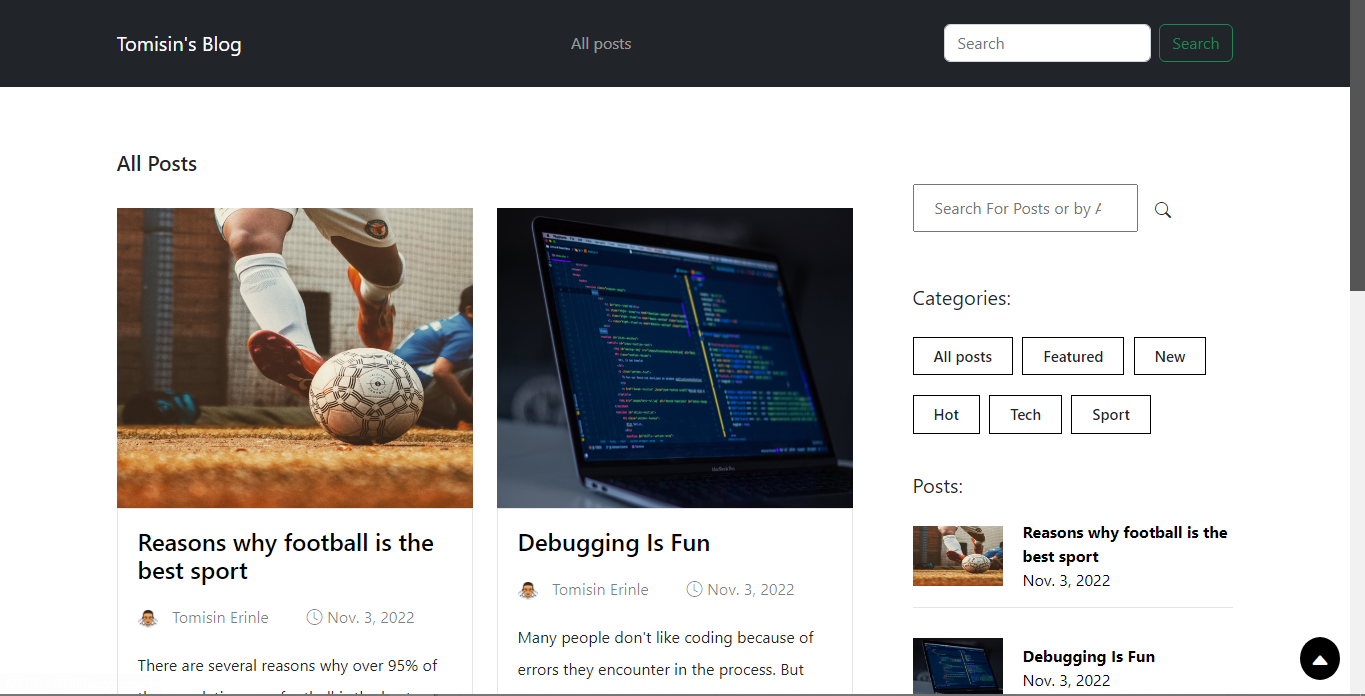 Tomisin's Blog
All posts
Search
Search
All Posts
Reasons why football is the
best sport
Tomisin Erinle Nov. 3, 2022
There are several reasons why over 95% of
Debugging Is Fun
Tomisin Erinle Nov. 3, 2022
Many people don't like coding because of
errors they encounter in the process. But
Search For Posts or by
Categories:
All posts
Featured
New
Hot
Tech
Sport
Posts:
Reasons why football is the
best sport
Nov. 3, 2022
Debugging Is Fun
Nov. 3, 2022